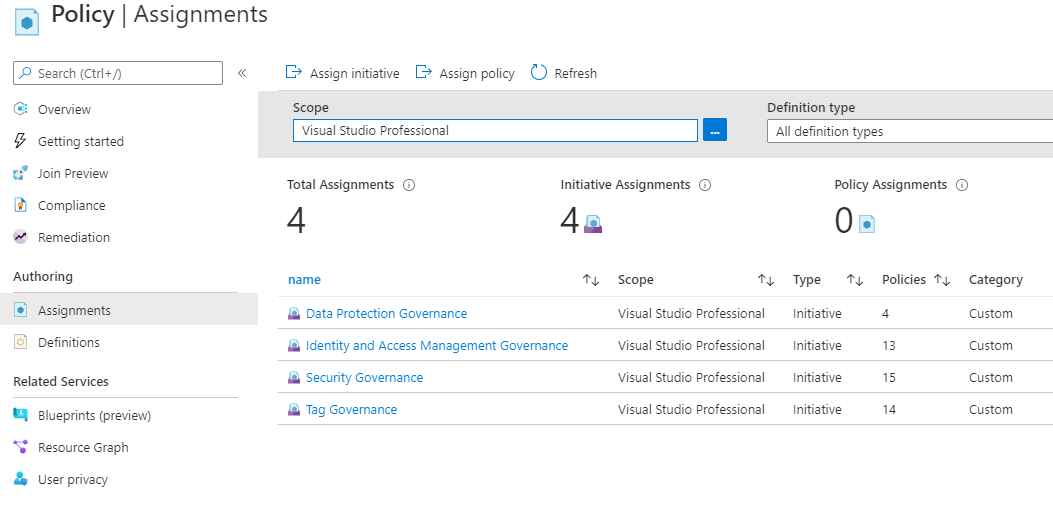 Policy | Assignments
Search (Ctrl+/)
«
Overview
Getting started
Join Preview
Compliance
Remediation
Authoring
Assignments
Definitions
Related Services
Blueprints (preview)
Resource Graph
User privacy
Assign initiative Assign policy Refresh
Scope Definition type
Visual Studio Professional ... All definition types
Total Assignments Initiative Assignments Policy Assignments
4 4 0
name Scope Type Policies Category
Data Protection Governance Visual Studio Professional Initiative 4 Custom
Identity and Access Management Governance Visual Studio Professional Initiative 13 Custom
Security Governance Visual Studio Professional Initiative 15 Custom
Tag Governance Visual Studio Professional Initiative 14 Custom